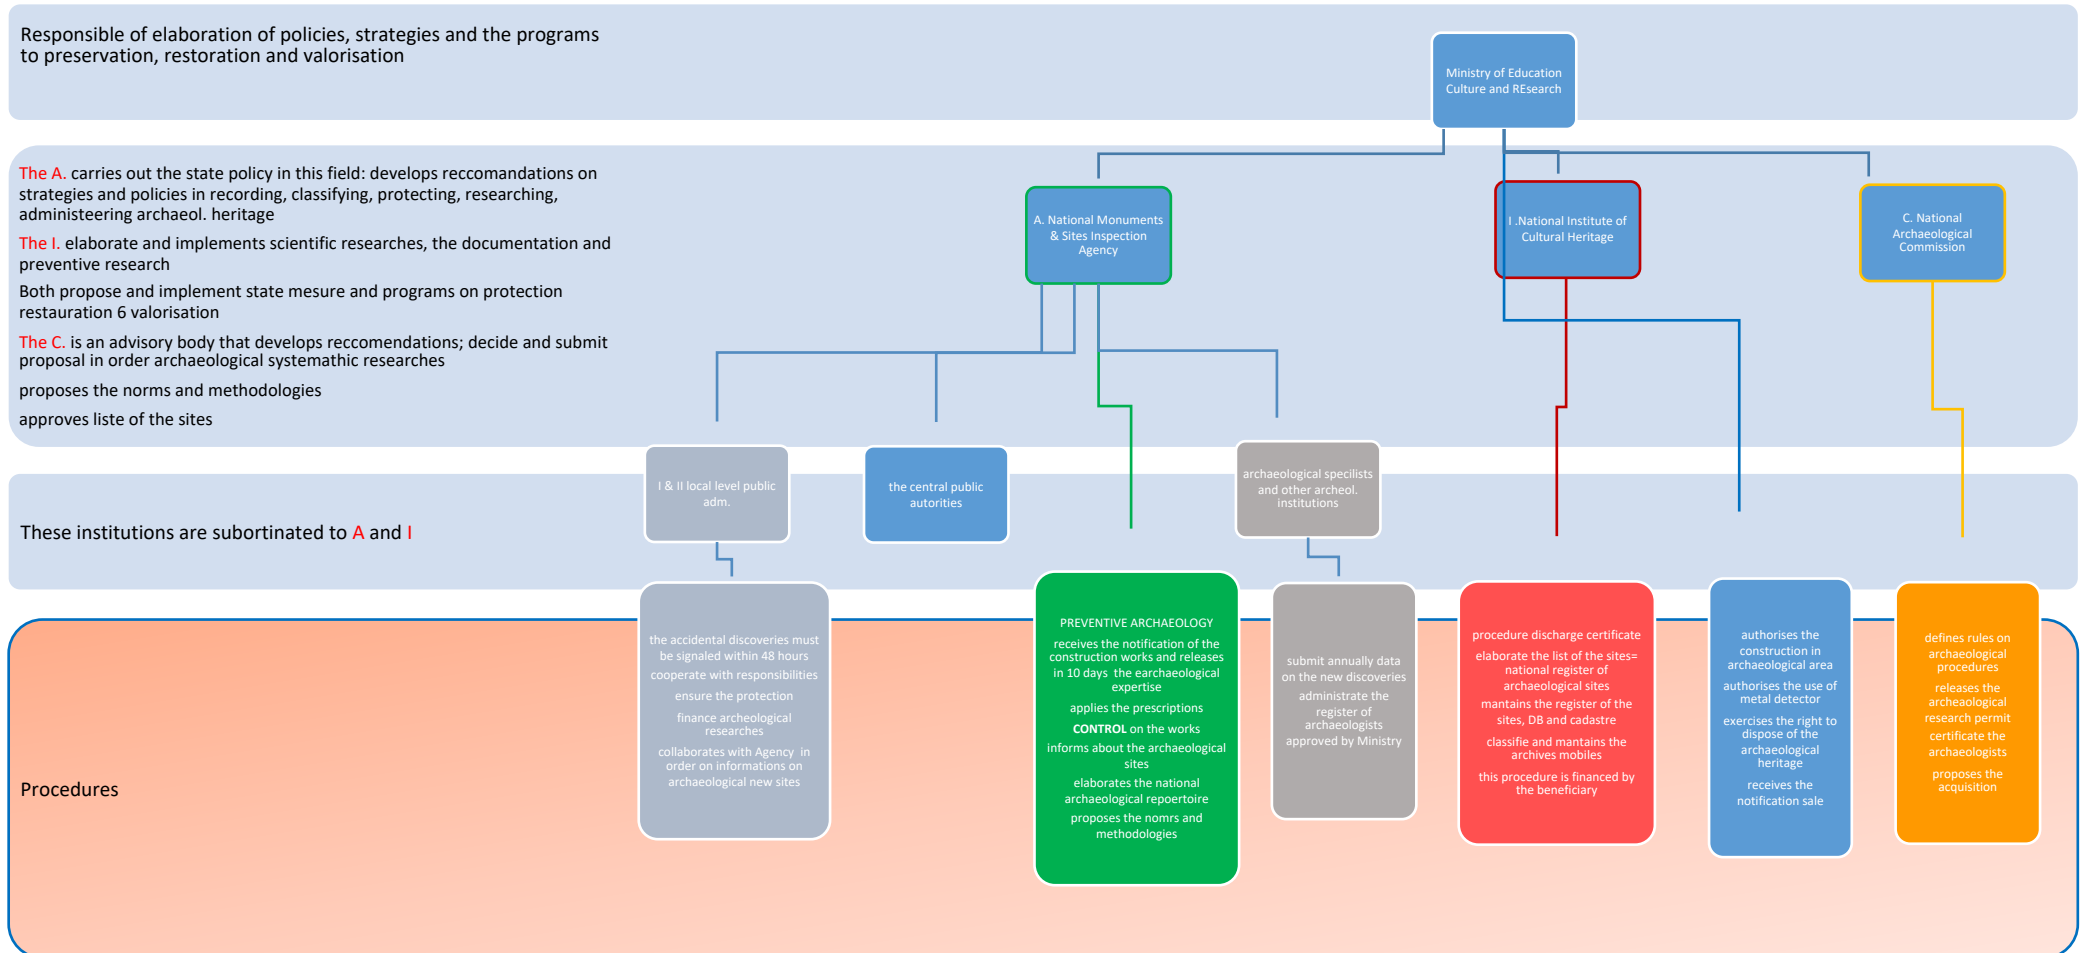 Responsible of elaboration of policies, strategies and the programs
to preservation, restoration and valorisation
Ministry of Education
Culture and REsearch
The A. carries out the state policy in this field: develops reccomandations on
strategies and policies in recording, classifying, protecting, researching,
administeering archaeol. heritage
The I. elaborate and implements scientific researches, the documentation and
preventive research
Both propose and implement state mesure and programs on protection
restauration 6 valorisation
The C. is an advisory body that develops reccomendations; decide and submit
proposal in order archaeological systemathic researches
proposes the norms and methodologies
approves liste of the sites
A. National Monuments
& Sites Inspection
Agency
I .National Institute of
Cultural Heritage
C. National
Archaeological
Commission
These institutions are subortinated to A and I
I & II local level public
adm.
the central public
autorities
archaeological specilists
and other archeol.
institutions
Procedures
the accidental discoveries must
be signaled within 48 hours
cooperate with responsibilities
ensure the protection
finance archeological
researches
collaborates with Agency in
order on informations on
archaeological new sites
PREVENTIVE ARCHAEOLOGY
receives the notification of the
construction works and releases
in 10 days the earchaeological
expertise
applies the prescriptions
CONTROL on the works
informs about the archaeological
sites
elaborates the national
archaeological repoertoire
proposes the nomrs and
methodologies
submit annually data
on the new discoveries
administrate the
register of
archaeologists
approved by Ministry
procedure discharge certificate
elaborate the list of the sites=
national register of
archaeological sites
mantains the register of the
sites, DB and cadastre
classifie and mantains the
archives mobiles
this procedure is financed by
the beneficiary
authorises the
construction in
archaeological area
authorises the use of
metal detector
exercises the right to
dispose of the
archaeological
heritage
receives the
notification sale
defines rules on
archaeological
procedures
releases the
archeological
research permit
certificate the
archaeologists
proposes the
acquisition